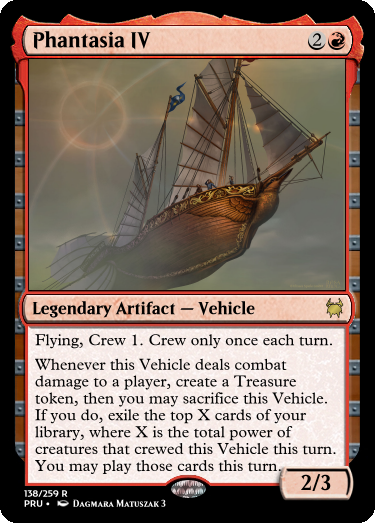 Phantasia IV
2
Legendary Artifact — Vehicle
Flying, Crew 1. Crew only once each turn.
Whenever this Vehicle deals combat
damage to a player, create a Treasure
token, then you may sacrifice this Vehicle.
If you do, exile the top X cards of your
library, where X is the total power of
creatures that crewed this Vehicle this turn.
You may play those cards this turn.
2/3
138/259 R
PRU • Dagmara Matuszak 3